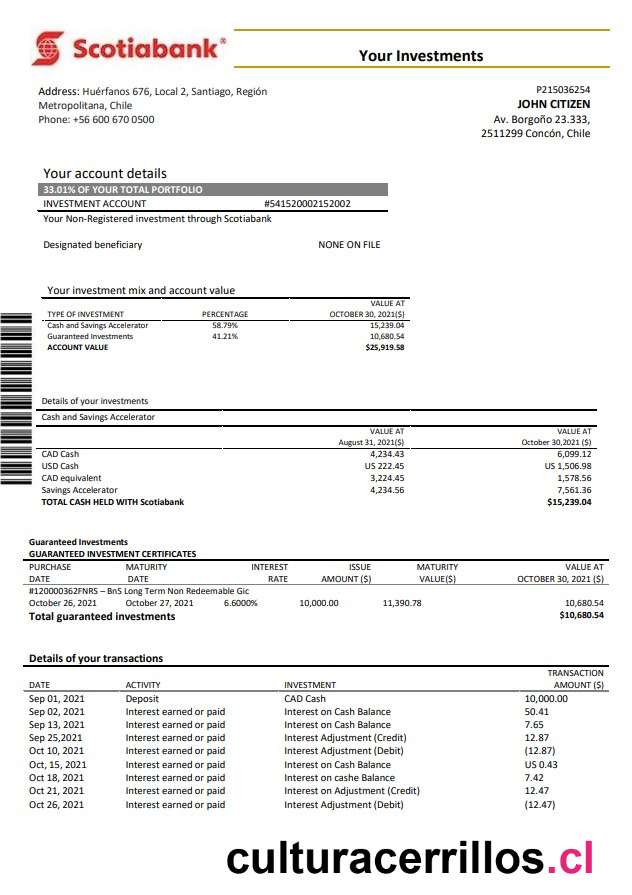 Scotiabank®
Your Investments
Address: Huérfanos 676, Local 2, Santiago, Región
Metropolitana, Chile
Phone: +56 600 670 0500
P215036254
JOHN CITIZEN
Av. Borgoño 23.333,
2511299 Concón, Chile
Your account details
33.01% OF YOUR TOTAL PORTFOLIO
INVESTMENT ACCOUNT #541520002152002
Your Non-Registered investment through Scotiabank
Designated beneficiary NONE ON FILE
Your investment mix and account value
VALUE AT
TYPE OF INVESTMENT PERCENTAGE OCTOBER 30, 2021($)
Cash and Savings Accelerator 58.79% 15,239.04
Guaranteed Investments 41.21% 10,680.54
ACCOUNT VALUE $25,919.58
Details of your investments
Cash and Savings Accelerator
VALUE AT VALUE AT
August 31, 2021($) October 30,2021 ($)
CAD Cash 4,234.43 6,099.12
USD Cash US 222.45 US 1,506.98
CAD equivalent 3,224.45 1,578.56
Savings Accelerator 4,234.56 7,561.36
TOTAL CASH HELD WITH Scotiabank $15,239.04
Guaranteed Investments
GUARANTEED INVESTMENT CERTIFICATES
PURCHASE MATURITY INTEREST ISSUE MATURITY VALUE AT
DATE DATE RATE AMOUNT ($) VALUE($) OCTOBER 30, 2021 ($)
#120000362FNRS – BnS Long Term Non Redeemable Gic
October 26, 2021 October 27, 2021 6.6000% 10,000.00 11,390.78 10,680.54
Total guaranteed investments $10,680.54
Details of your transactions
TRANSACTION
DATE ACTIVITY INVESTMENT AMOUNT ($)
Sep 01, 2021 Deposit CAD Cash 10,000.00
Sep 02, 2021 Interest earned or paid Interest on Cash Balance 50.41
Sep 13, 2021 Interest earned or paid Interest on Cash Balance 7.65
Sep 25,2021 Interest earned or paid Interest Adjustment (Credit) 12.87
Oct 10, 2021 Interest earned or paid Interest Adjustment (Debit) (12.87)
Oct, 15, 2021 Interest earned or paid Interest on Cash Balance US 0.43
Oct 18, 2021 Interest earned or paid Interest on cashe Balance 7.42
Oct 21, 2021 Interest earned or paid Interest on Adjustment (Credit) 12.47
Oct 26, 2021 Interest earned or paid Interest Adjustment (Debit) (12.47)
culturacerrillos.cl